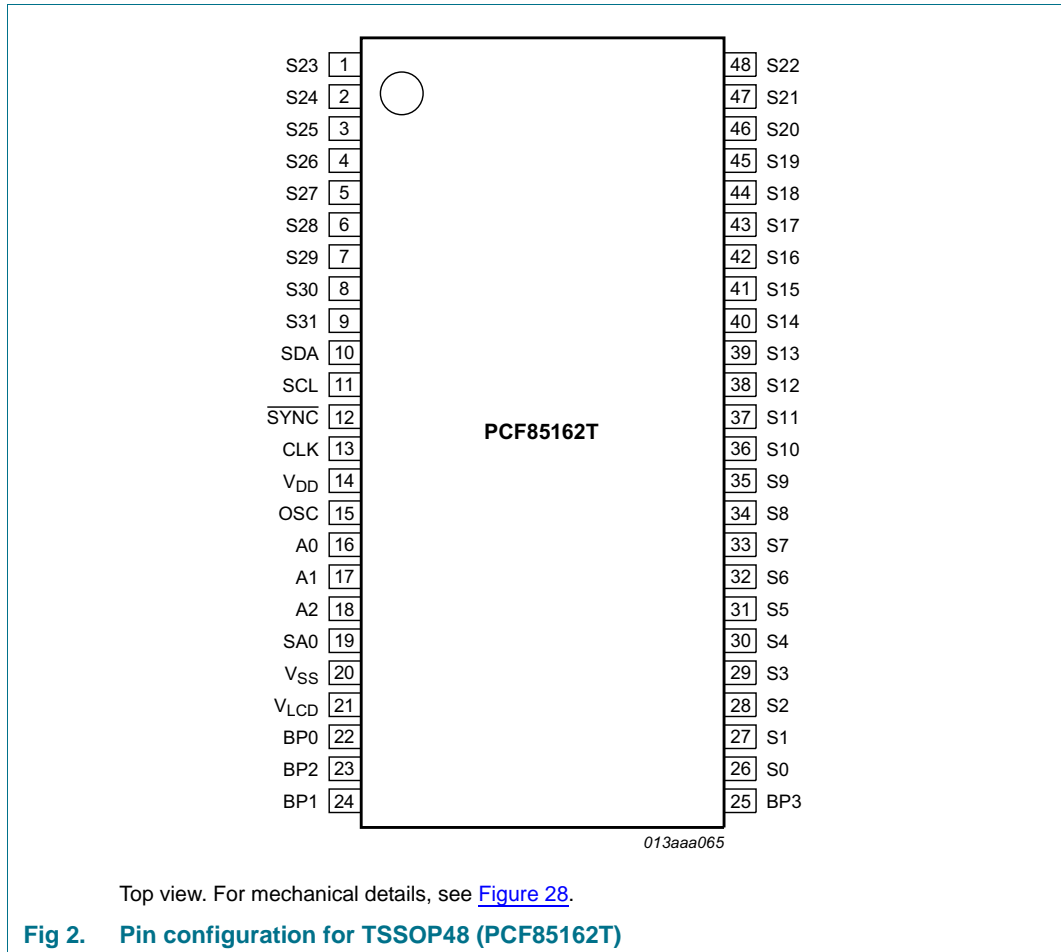 S23 1 48 S22
S24 2 47 S21
S25 3 46 S20
S26 4 45 S19
S27 5 44 S18
S28 6 43 S17
S29 7 42 S16
S30 8 41 S15
S31 9 40 S14
SDA 10 39 S13
SCL 11 38 S12
SYNC 12 37 S11
PCF85162T
CLK 13 36 S10
VDD 14 35 S9
OSC 15 34 S8
A0 16 33 S7
A1 17 32 S6
A2 18 31 S5
SA0 19 30 S4
VSS 20 29 S3
VLCD 21 28 S2
BP0 22 27 S1
BP2 23 26 S0
BP1 24 25 BP3
013aaa065
Top view. For mechanical details, see Figure 28.
Fig 2. Pin configuration for TSSOP48 (PCF85162T)